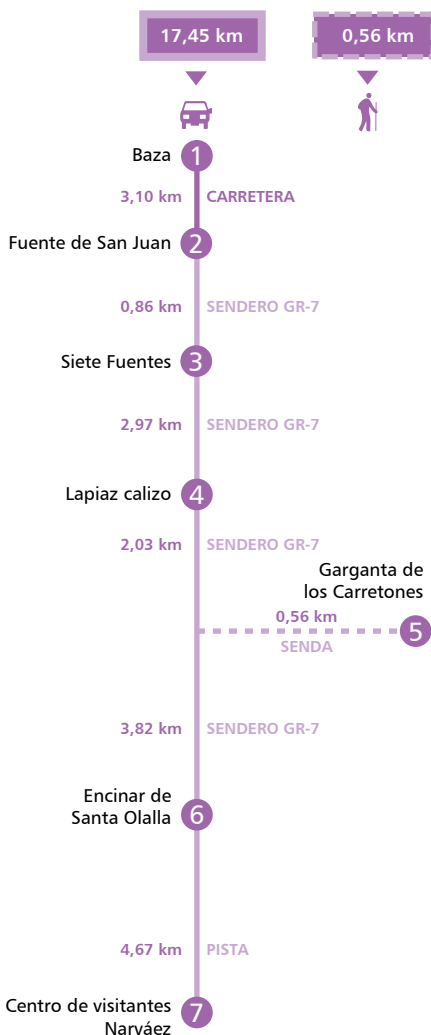 17,45 km
0,56 km
Baza 1
3,10 km CARRETERA
Fuente de San Juan 2
0,86 km SENDERO GR-7
Siete Fuentes 3
2,97 km SENDERO GR-7
Lapiaz calizo 4
2,03 km SENDERO GR-7
Garganta de
los Carretones
0,56 km
5
SENDA
3,82 km SENDERO GR-7
Encinar de
Santa Olalla 6
4,67 km PISTA
Centro de visitantes
Narváez 7